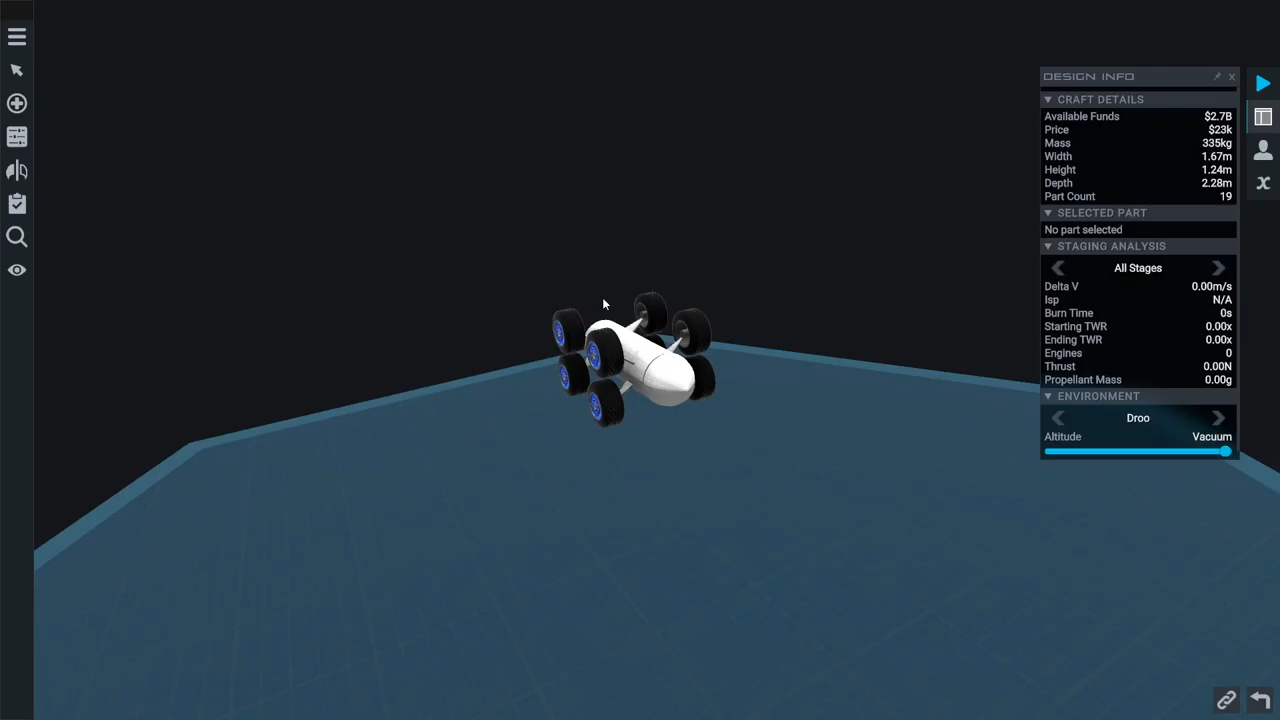 DESIGN INFO
CRAFT DETAILS
Available Funds $2.7B
Price $23k
Mass 335kg
Width 1.67m
Height 1.24m
Depth 2.28m
Part Count 19
SELECTED PART
No part selected
STAGING ANALYSIS
All Stages
Delta V 0.00m/s
Isp N/A
Burn Time 0s
Starting TWR 0.00x
Ending TWR 0.00x
Engines 0
Thrust 0.00N
Propellant Mass 0.00g
ENVIRONMENT
Droo
Altitude Vacuum